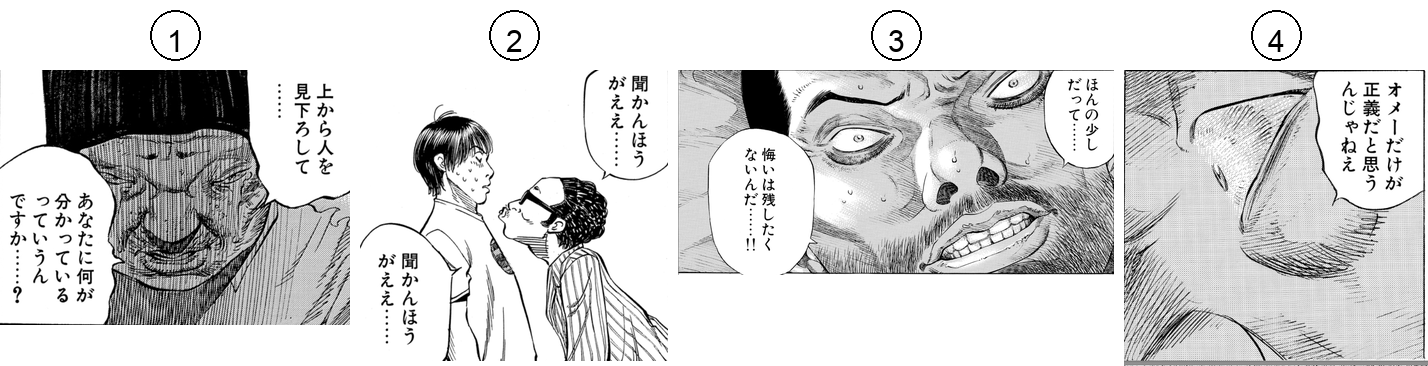 1
上から人を
見下ろして
……
あなたに何が
分かっている
っていうん
ですか……?
2
聞かんほう
がええ……
聞かんほう
がええ……
3
ほんの少し
だって……
悔いは残したく
ないんだ……!!
4
オメーだけが
正義だと思う
んじゃねえ